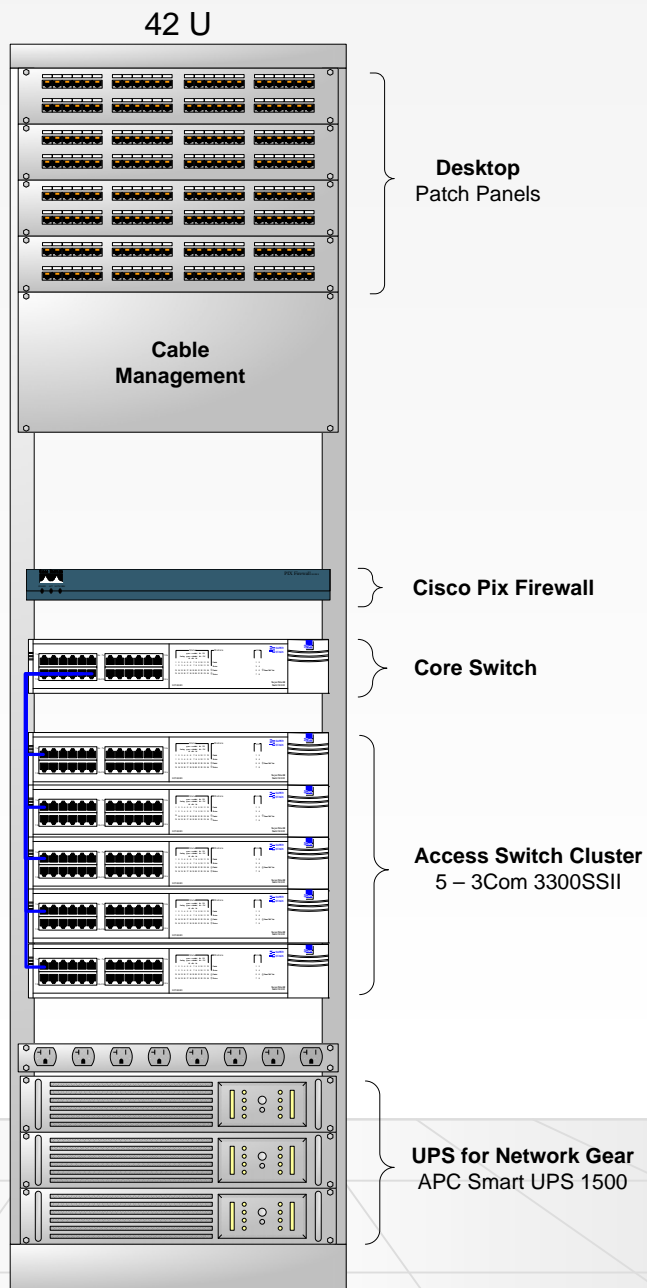 42 U
Desktop
Patch Panels
Cable
Management
Cisco Pix Firewall
Core Switch
Access Switch Cluster
5 – 3Com 3300SSII
UPS for Network Gear
APC Smart UPS 1500